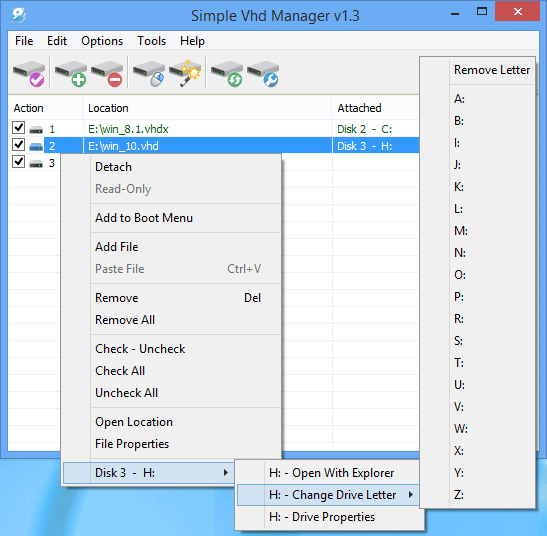 Simple Vhd Manager v1.3
File Edit Options Tools Help
Action Location Attached
1 E:\win_8.1.vhdx Disk 2 - C:
2 E:\win_10.vhd Disk 3 - H:
3
Detach
Read-Only
Add to Boot Menu
Add File
Paste File Ctrl+V
Remove Del
Remove All
Check - Uncheck
Check All
Uncheck All
Open Location
File Properties
Disk 3 - H:
H: - Open With Explorer
H: - Change Drive Letter
H: - Drive Properties
Remove Letter
A:
B:
I:
J:
K:
L:
M:
N:
O:
P:
R:
S:
T:
U:
V:
W:
X:
Y:
Z: